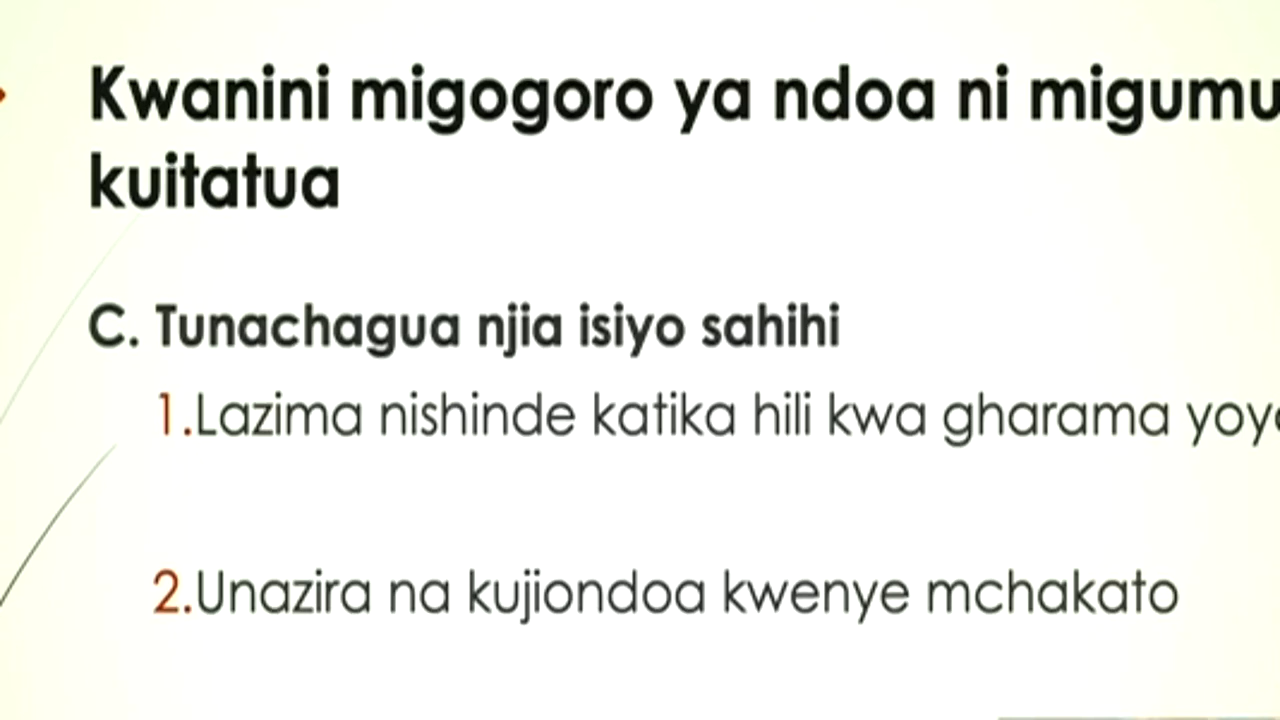 Kwanini migogoro ya ndoa ni migumu
kuitatua
C. Tunachagua njia isiyo sahihi
1.Lazima nishinde katika hili kwa gharama
2.Unazira na kujiondoa kwenye mchakato